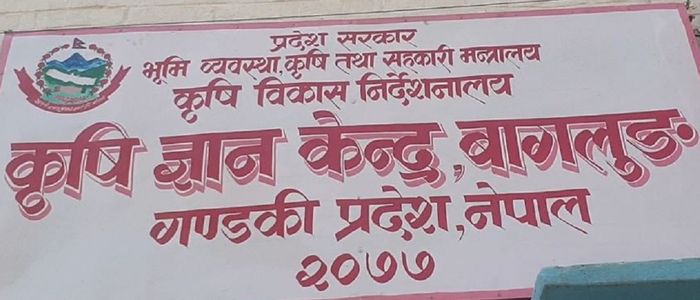 प्रदेश सरकार
भूमि व्यवस्था, कृषि तथा सहकारी मन्त्रालय
कृषि विकास निर्देशनालय
कृषि ज्ञान केन्द्र, बागलुङ
गण्डकी प्रदेश, नेपाल
२०७७